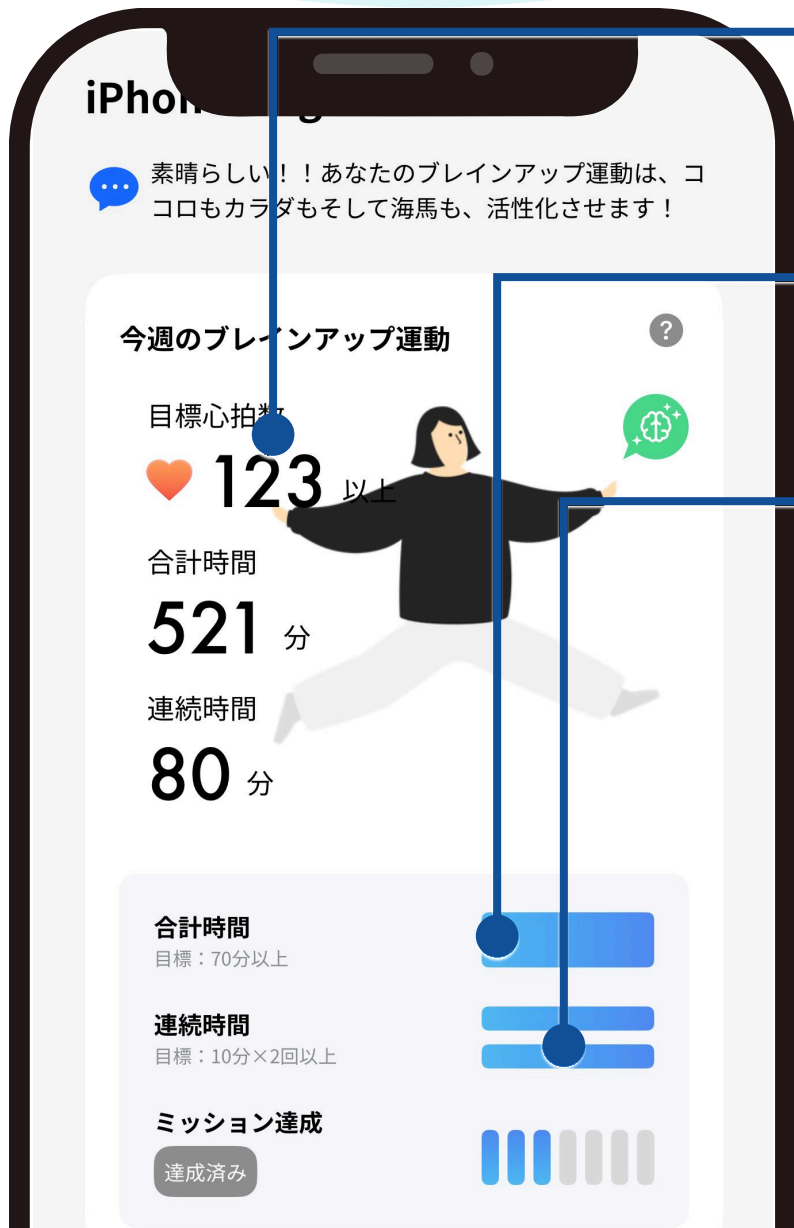 素晴らしい！！あなたのブレインアップ運動は、コ
コロもカラダもそして海馬も、活性化させます！
今週のブレインアップ運動
?
目標心拍数
123 以上
合計時間
521 分
連続時間
80 分
合計時間
目標：70分以上
連続時間
目標：10分×2回以上
ミッション達成
達成済み